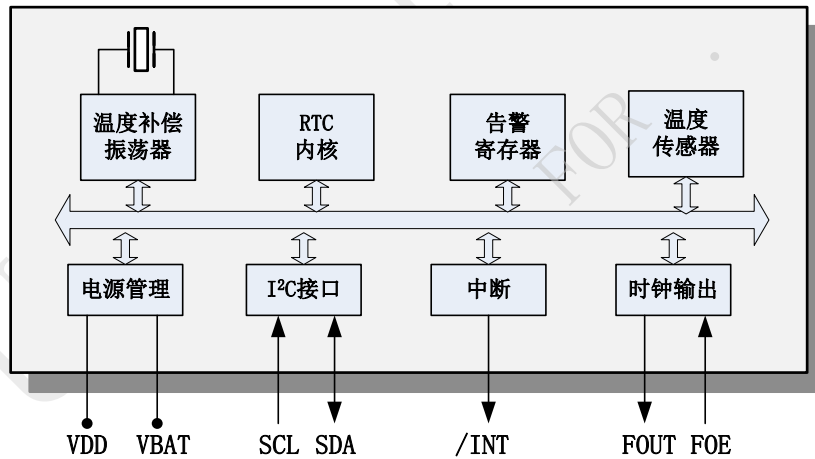 温度补偿
振荡器
RTC
内核
告警
寄存器
温度
传感器
电源管理
I²C接口
中断
时钟输出
VDD VBAT SCL SDA /INT FOUT FOE
FOR